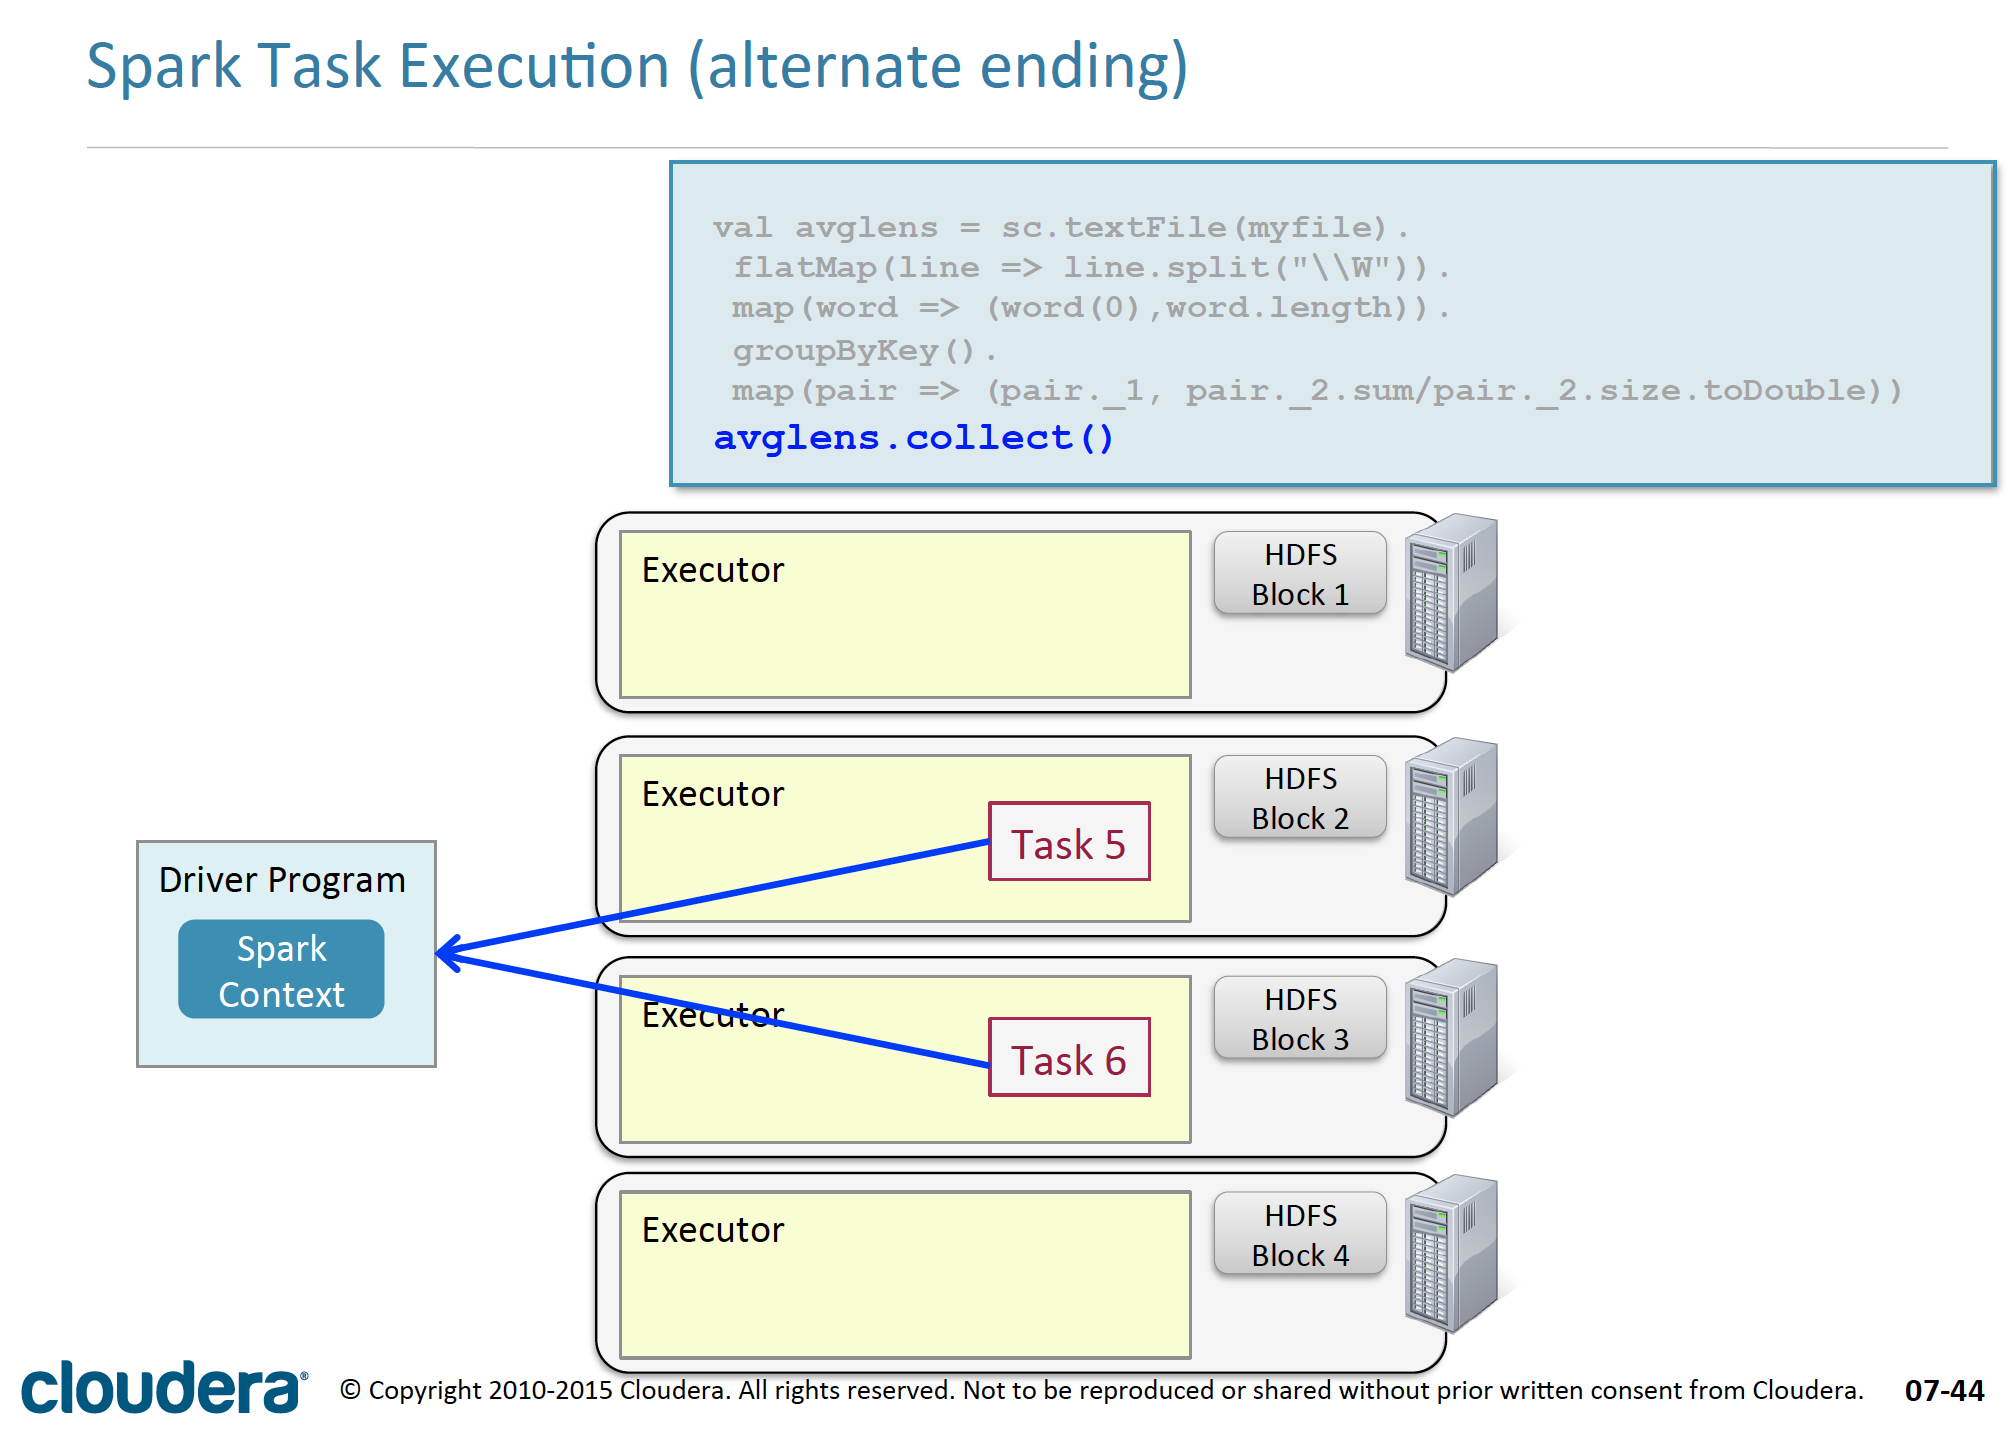 Spark Task Execution (alternate ending)
val avglens = sc.textFile(myfile).
flatMap(line => line.split("\\W")).
map(word => (word(0),word.length)).
groupByKey().
map(pair => (pair._1, pair._2.sum/pair._2.size.toDouble))
avglens.collect()
Executor
HDFS
Block 1
Executor
HDFS
Block 2
Task 5
Driver Program
Spark
Context
Executor
HDFS
Block 3
Task 6
Executor
HDFS
Block 4
cloudera®
© Copyright 2010-2015 Cloudera. All rights reserved. Not to be reproduced or shared without prior written consent from Cloudera.
07-44